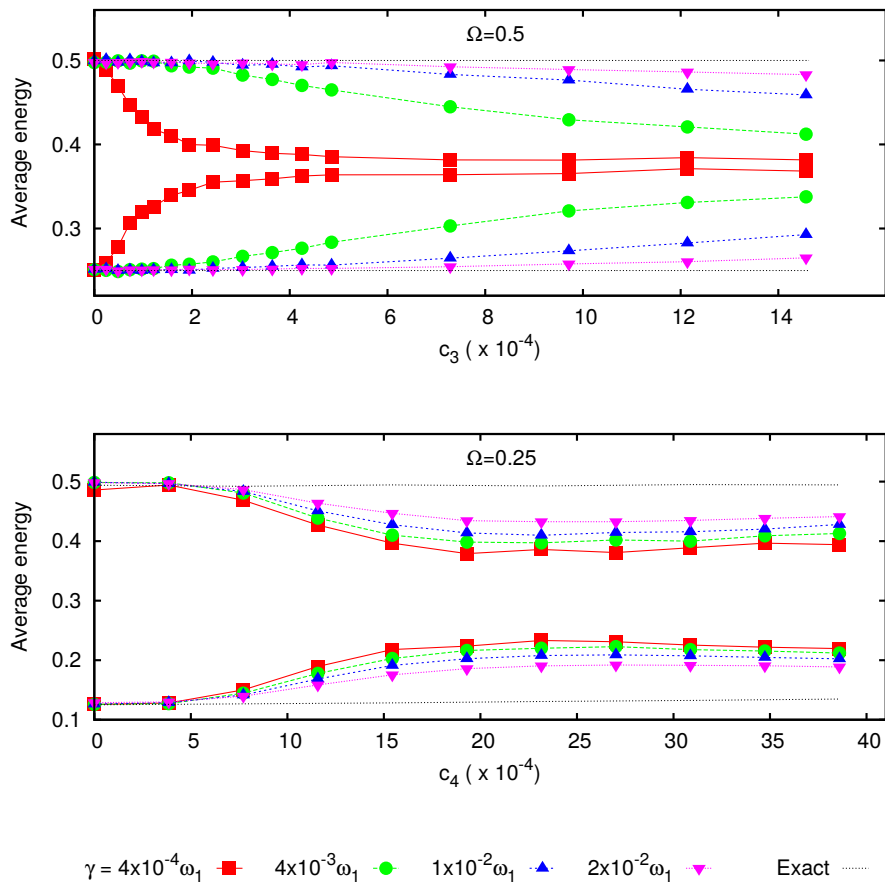 Ω=0.5
0.5
0.4
0.3
Average energy
0 2 4 6 8 10 12 14
c₃ ( x 10⁻⁴)
Ω=0.25
0.5
0.4
0.3
0.2
0.1
Average energy
0 5 10 15 20 25 30 35 40
c₄ ( x 10⁻⁴)
γ = 4x10⁻⁴ω₁ 4x10⁻³ω₁ 1x10⁻²ω₁ 2x10⁻²ω₁ Exact